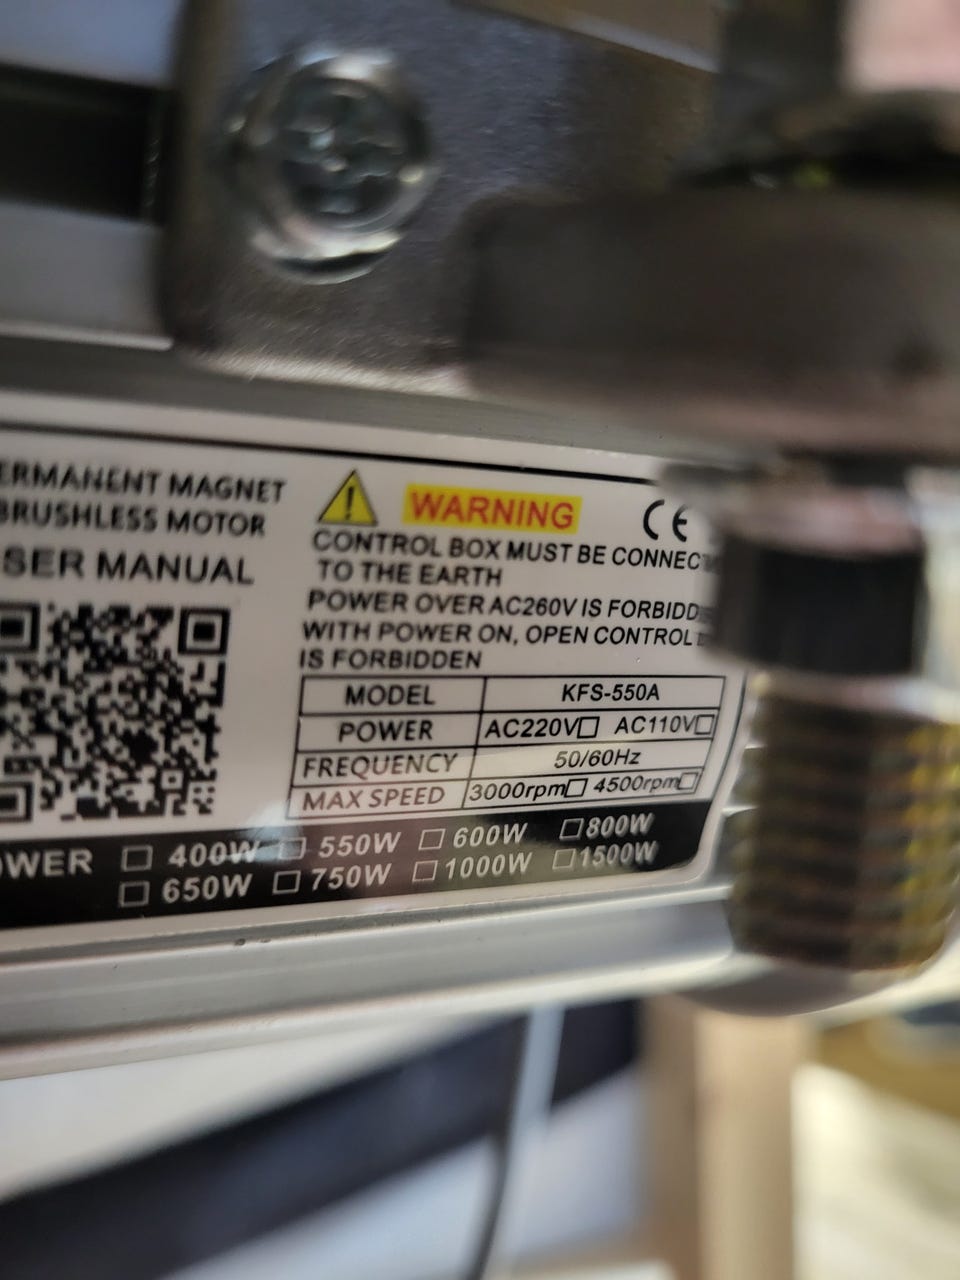 ERMANENT MAGNET
BRUSHLESS MOTOR
SER MANUAL
WARNING
CE
CONTROL BOX MUST BE CONNEC
TO THE EARTH
POWER OVER AC260V IS FORBIDD
WITH POWER ON, OPEN CONTROL
IS FORBIDDEN
MODEL KFS-550A
POWER AC220V☐ AC110V☐
FREQUENCY 50/60Hz
MAX SPEED 3000rpm☐ 4500rpm☐
OWER ☐ 400W ☐ 550W ☐ 600W ☐800W
☐ 650W ☐ 750W ☐1000W ☐1500W